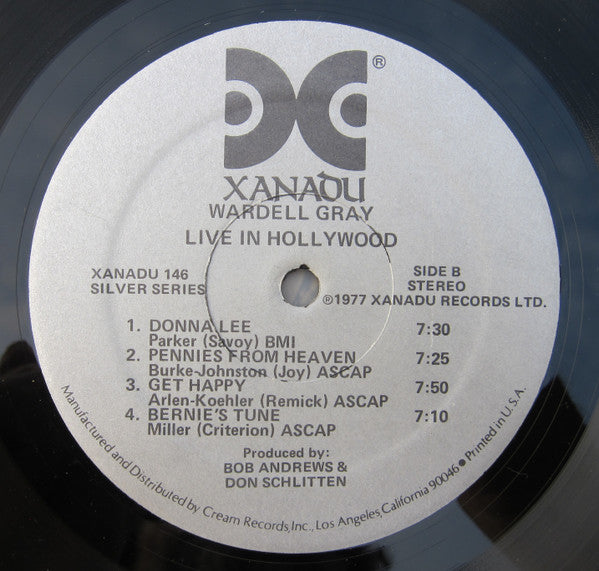 ®
XANADU
WARDELL GRAY
LIVE IN HOLLYWOOD
XANADU 146
SILVER SERIES
SIDE B
STEREO
℗1977 XANADU RECORDS LTD.
1. DONNA LEE 7:30
Parker (Savoy) BMI
2. PENNIES FROM HEAVEN 7:25
Burke-Johnston (Joy) ASCAP
3. GET HAPPY 7:50
Arlen-Koehler (Remick) ASCAP
4. BERNIE'S TUNE 7:10
Miller (Criterion) ASCAP
Produced by:
BOB ANDREWS &
DON SCHLITTEN
Manufactured and Distributed by Cream Records, Inc., Los Angeles, California 90046 ● Printed in U.S.A.